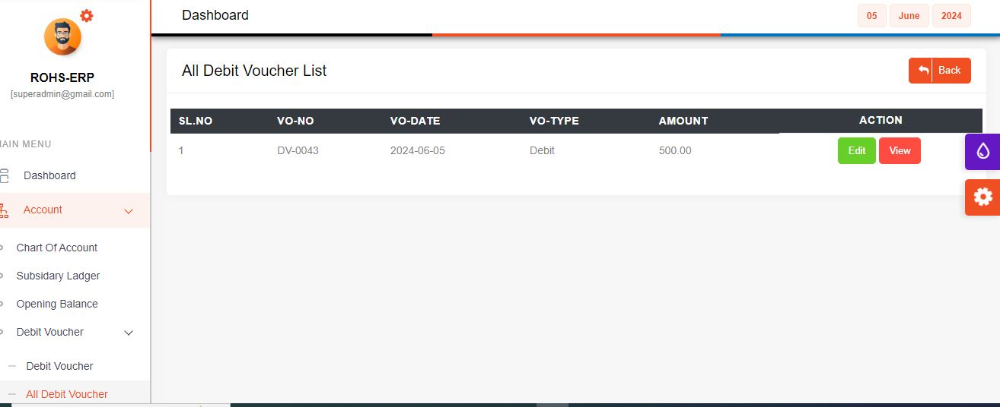 Dashboard
05 June 2024
ROHS-ERP
[superadmin@gmail.com]
All Debit Voucher List
Back
SL.NO VO-NO VO-DATE VO-TYPE AMOUNT ACTION
1 DV-0043 2024-06-05 Debit 500.00 Edit View
AIN MENU
Dashboard
Account
Chart Of Account
Subsidary Ladger
Opening Balance
Debit Voucher
Debit Voucher
All Debit Voucher